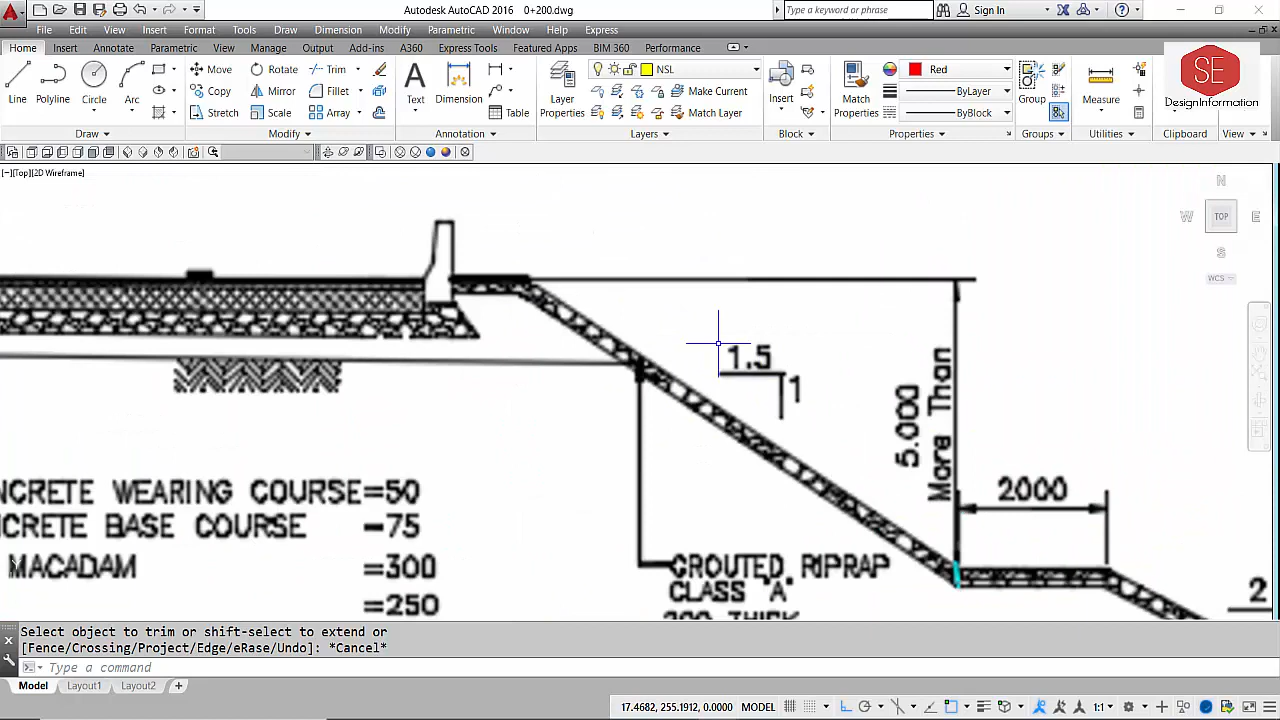 Autodesk AutoCAD 2016 0+200.dwg
Type a keyword or phrase
Sign In
File Edit View Insert Format Tools Draw Dimension Modify Parametric Window Help Express
Home Insert Annotate Parametric View Manage Output Add-ins A360 Express Tools Featured Apps BIM 360 Performance
Line
Polyline
Circle
Arc
Draw
Move
Rotate
Trim
Copy
Mirror
Fillet
Stretch
Scale
Array
Modify
Text
Dimension
Table
Annotation
Layer
Properties
NSL
Make Current
Match Layer
Layers
Insert
Block
Match
Properties
Red
ByLayer
ByBlock
Properties
Group
Groups
Measure
Utilities
Clipboard
View
SE
DesignInformation
[−][Top][2D Wireframe]
N
W TOP E
S
WCS
1.5
1
5.000
More Than
2000
NCRETE WEARING COURSE=50
NCRETE BASE COURSE =75
MACADAM =300
=250
GROUTED RIPRAP
CLASS "A"
2
Select object to trim or shift-select to extend or
[Fence/Crossing/Project/Edge/eRase/Undo]: *Cancel*
Type a command
Model Layout1 Layout2 +
17.4682, 255.1912, 0.0000 MODEL
1:1